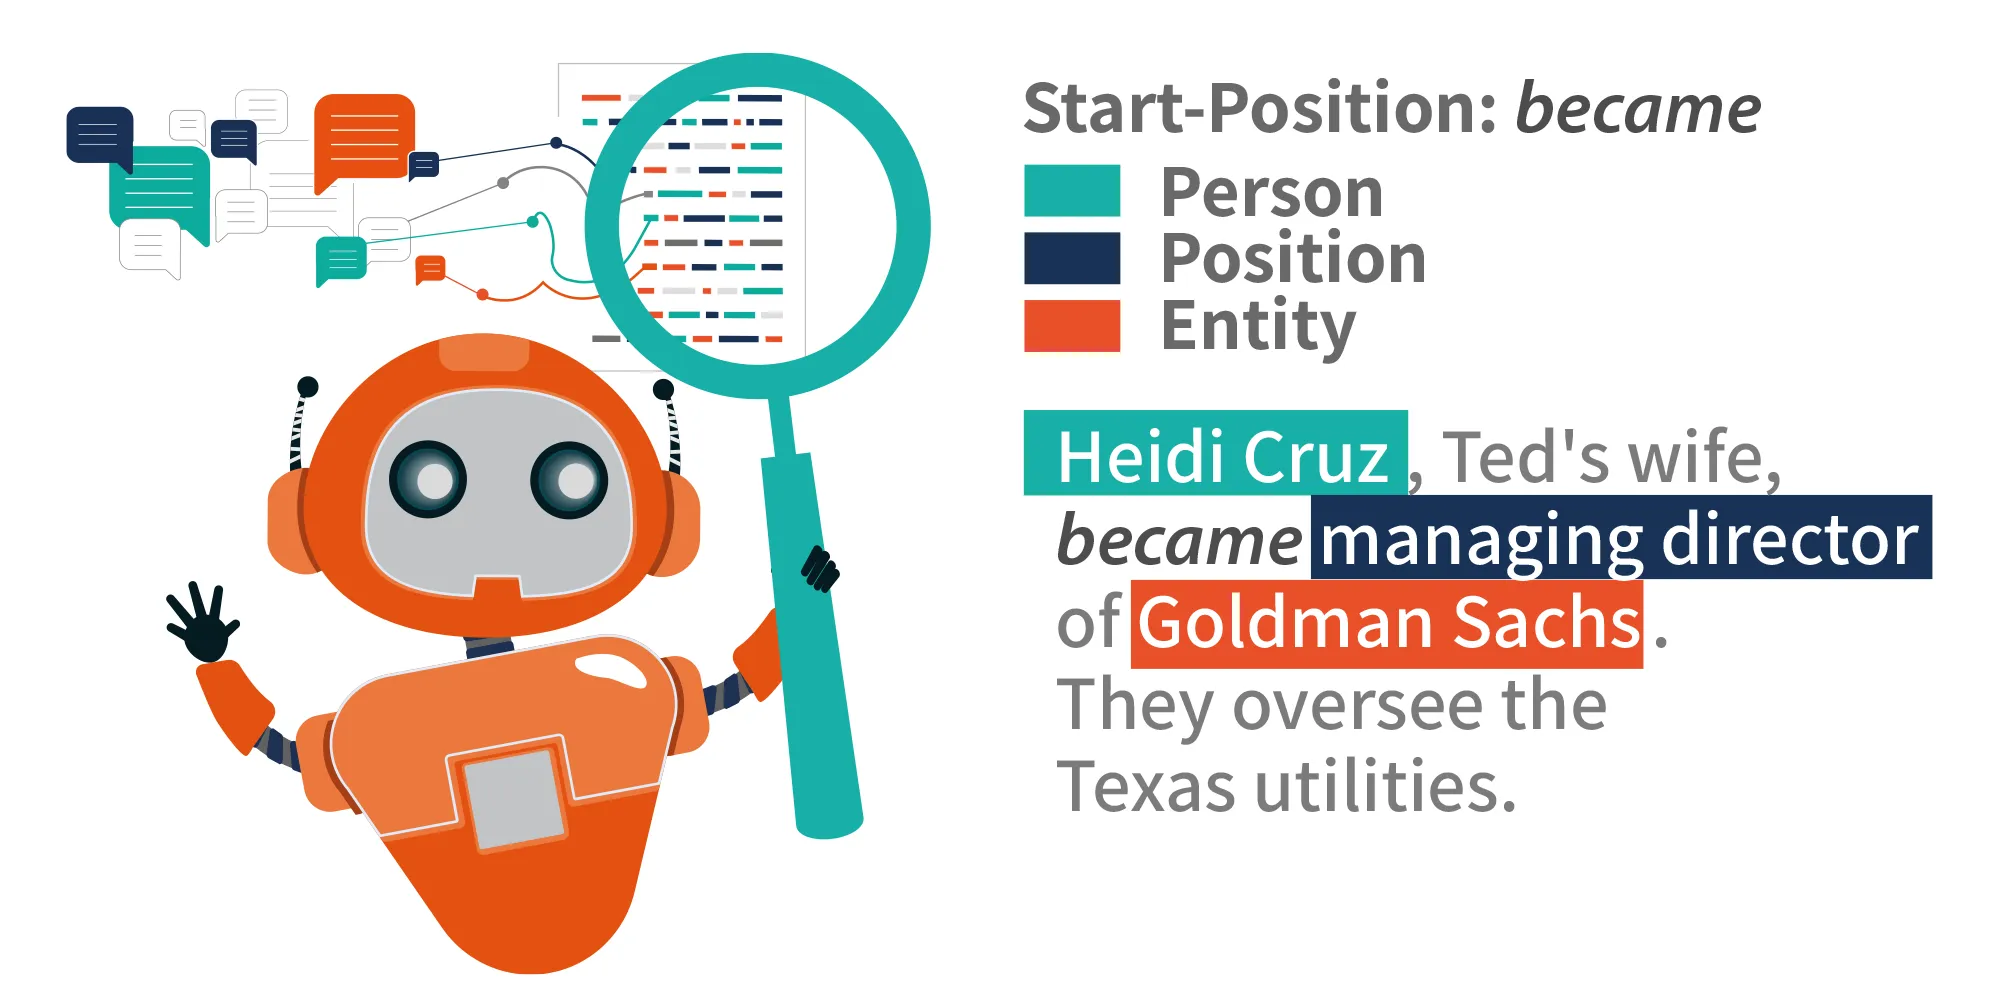 Start-Position: became
Person
Position
Entity
Heidi Cruz, Ted's wife,
became managing director
of Goldman Sachs.
They oversee the
Texas utilities.